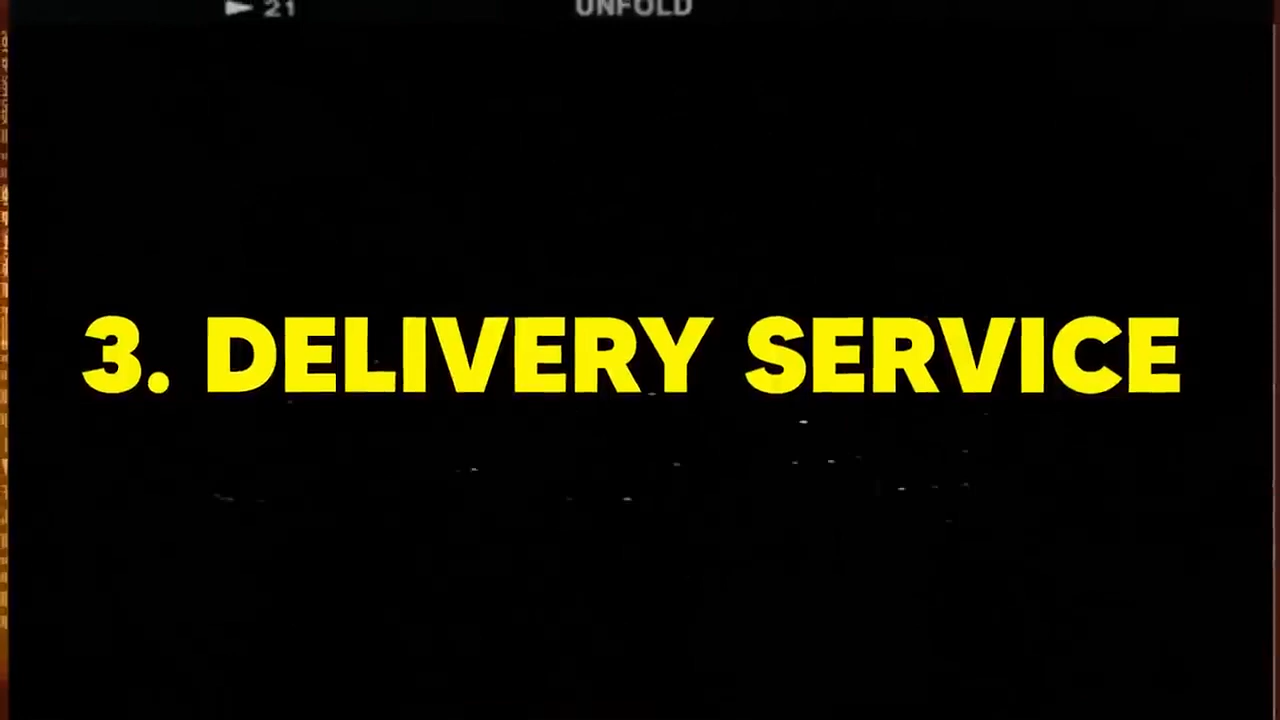 ▶ 21 UNFOLD
3. DELIVERY SERVICE